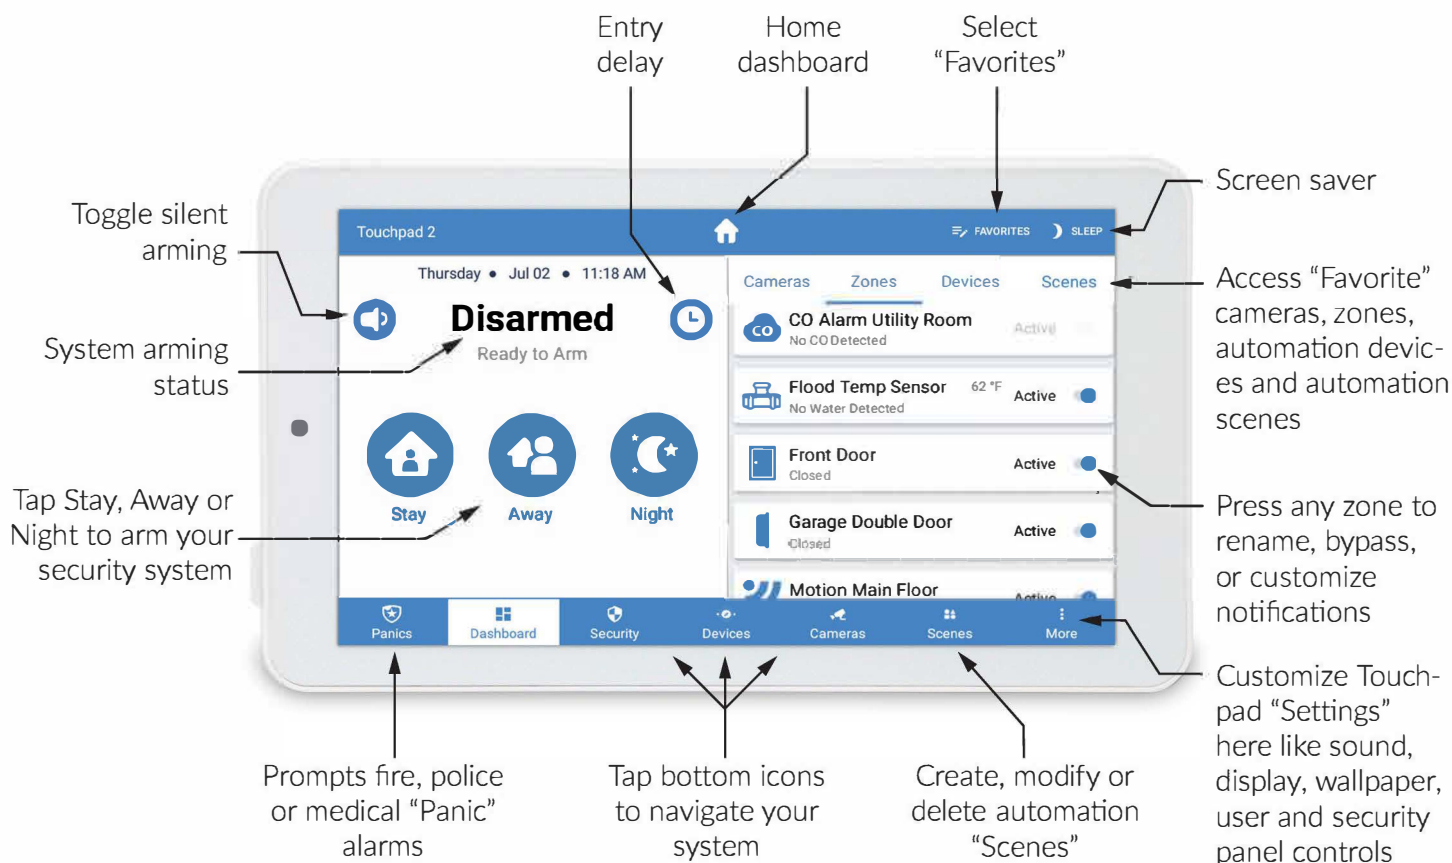 Entry
delay
Home
dashboard
Select
“Favorites”
Screen saver
Toggle silent
arming
Touchpad 2
FAVORITES
SLEEP
Thursday • Jul 02 • 11:18 AM
Disarmed
Ready to Arm
Cameras
Zones
Devices
Scenes
Access “Favorite”
cameras, zones,
automation devic-
es and automation
scenes
System arming
status
CO
CO Alarm Utility Room
No CO Detected
Active
Flood Temp Sensor
62 °F
No Water Detected
Active
Front Door
Closed
Active
Garage Double Door
Closed
Active
Motion Main Floor
Active
Stay
Away
Night
Tap Stay, Away or
Night to arm your
security system
Press any zone to
rename, bypass,
or customize
notifications
Panics
Dashboard
Security
Devices
Cameras
Scenes
More
Prompts fire, police
or medical “Panic”
alarms
Tap bottom icons
to navigate your
system
Create, modify or
delete automation
“Scenes”
Customize Touch-
pad “Settings”
here like sound,
display, wallpaper,
user and security
panel controls